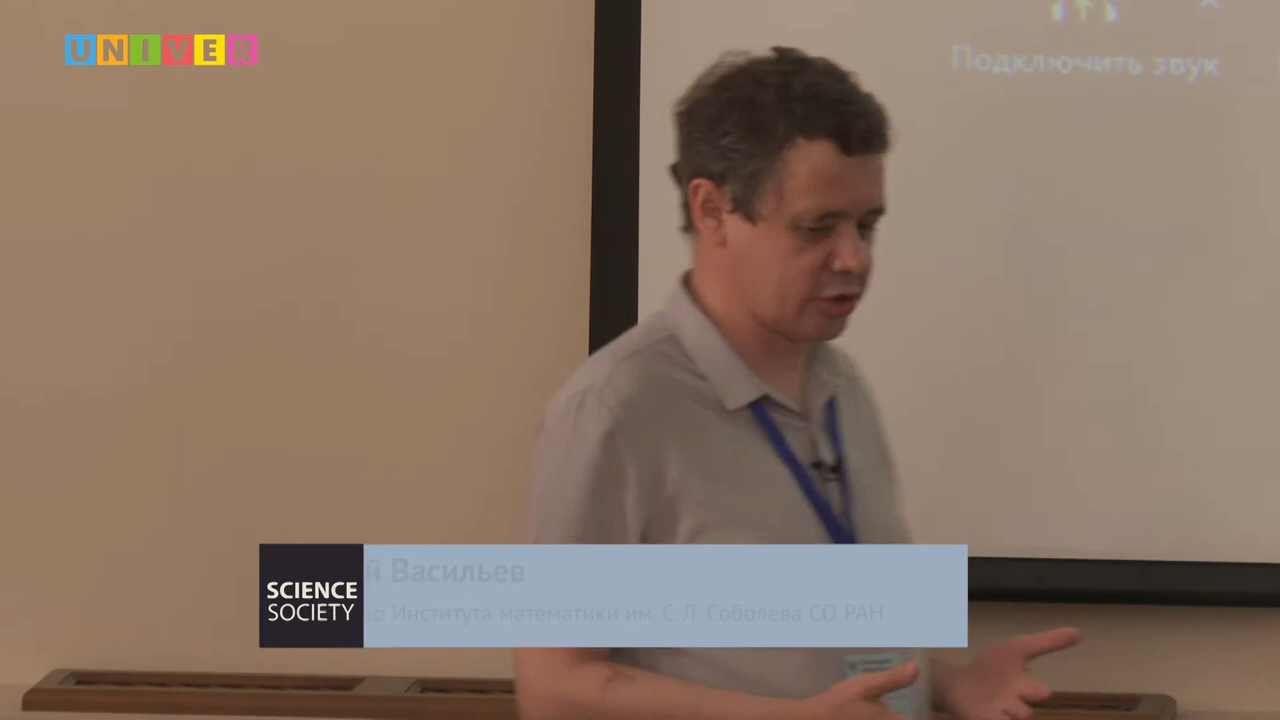 UNIVER
Подключить звук
SCIENCE
SOCIETY
Васильев
Института математики им. С.Л. Соболева СО РАН